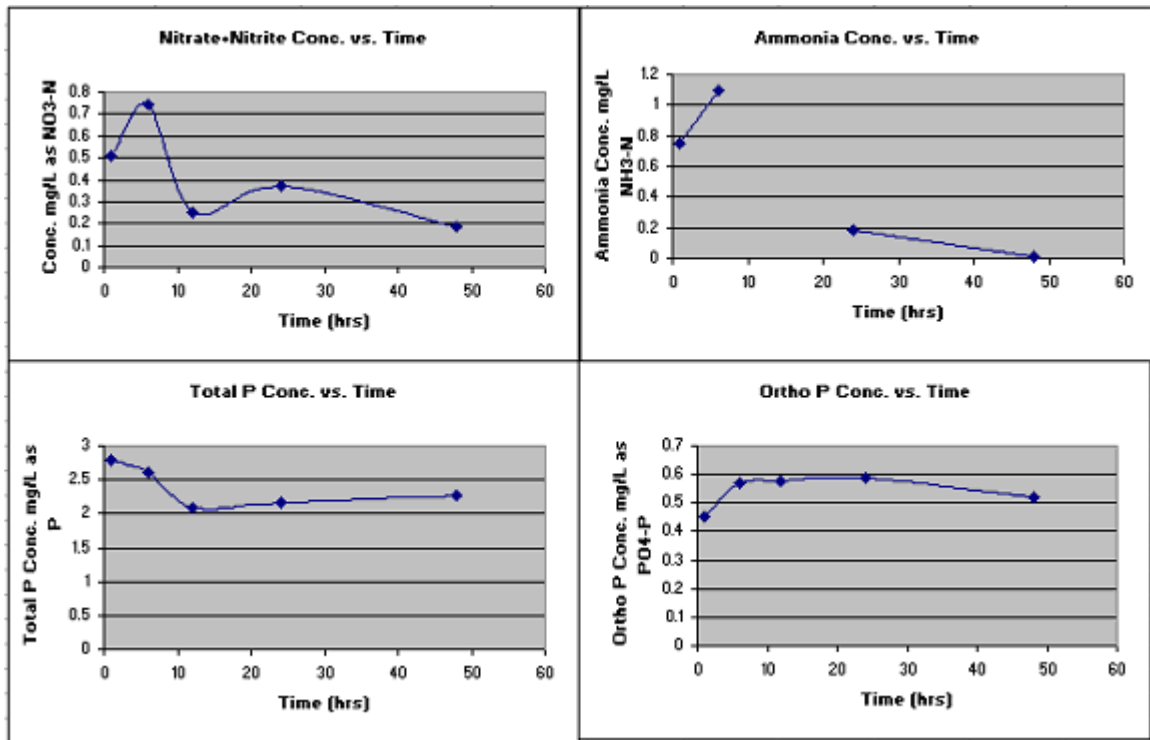 Nitrate+Nitrite Conc. vs. Time
Conc. mg/L as NO3-N
0.8
0.7
0.6
0.5
0.4
0.3
0.2
0.1
0
0 10 20 30 40 50 60
Time (hrs)
Ammonia Conc. vs. Time
Ammonia Conc. mg/L
NH3-N
1.2
1
0.8
0.6
0.4
0.2
0
0 10 20 30 40 50 60
Time (hrs)
Total P Conc. vs. Time
Total P Conc. mg/L as
P
3
2.5
2
1.5
1
0.5
0
0 10 20 30 40 50 60
Time (hrs)
Ortho P Conc. vs. Time
Ortho P Conc. mg/L as
PO4-P
0.7
0.6
0.5
0.4
0.3
0.2
0.1
0
0 10 20 30 40 50 60
Time (hrs)